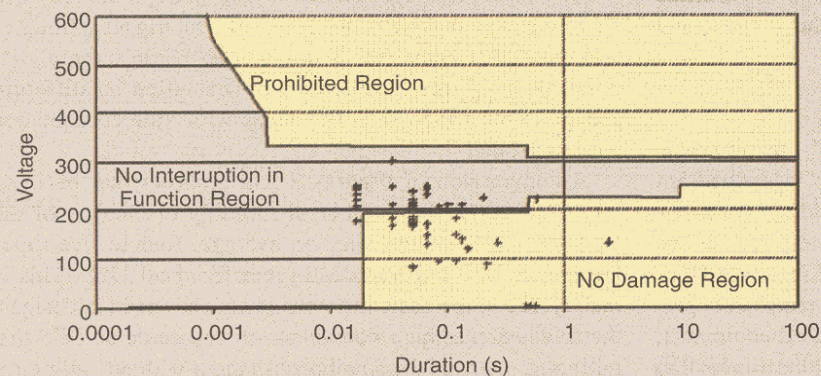 600
500
400
300
200
100
0
Voltage
Prohibited Region
No Interruption in
Function Region
No Damage Region
0.0001
0.001
0.01
0.1
1
10
100
Duration (s)